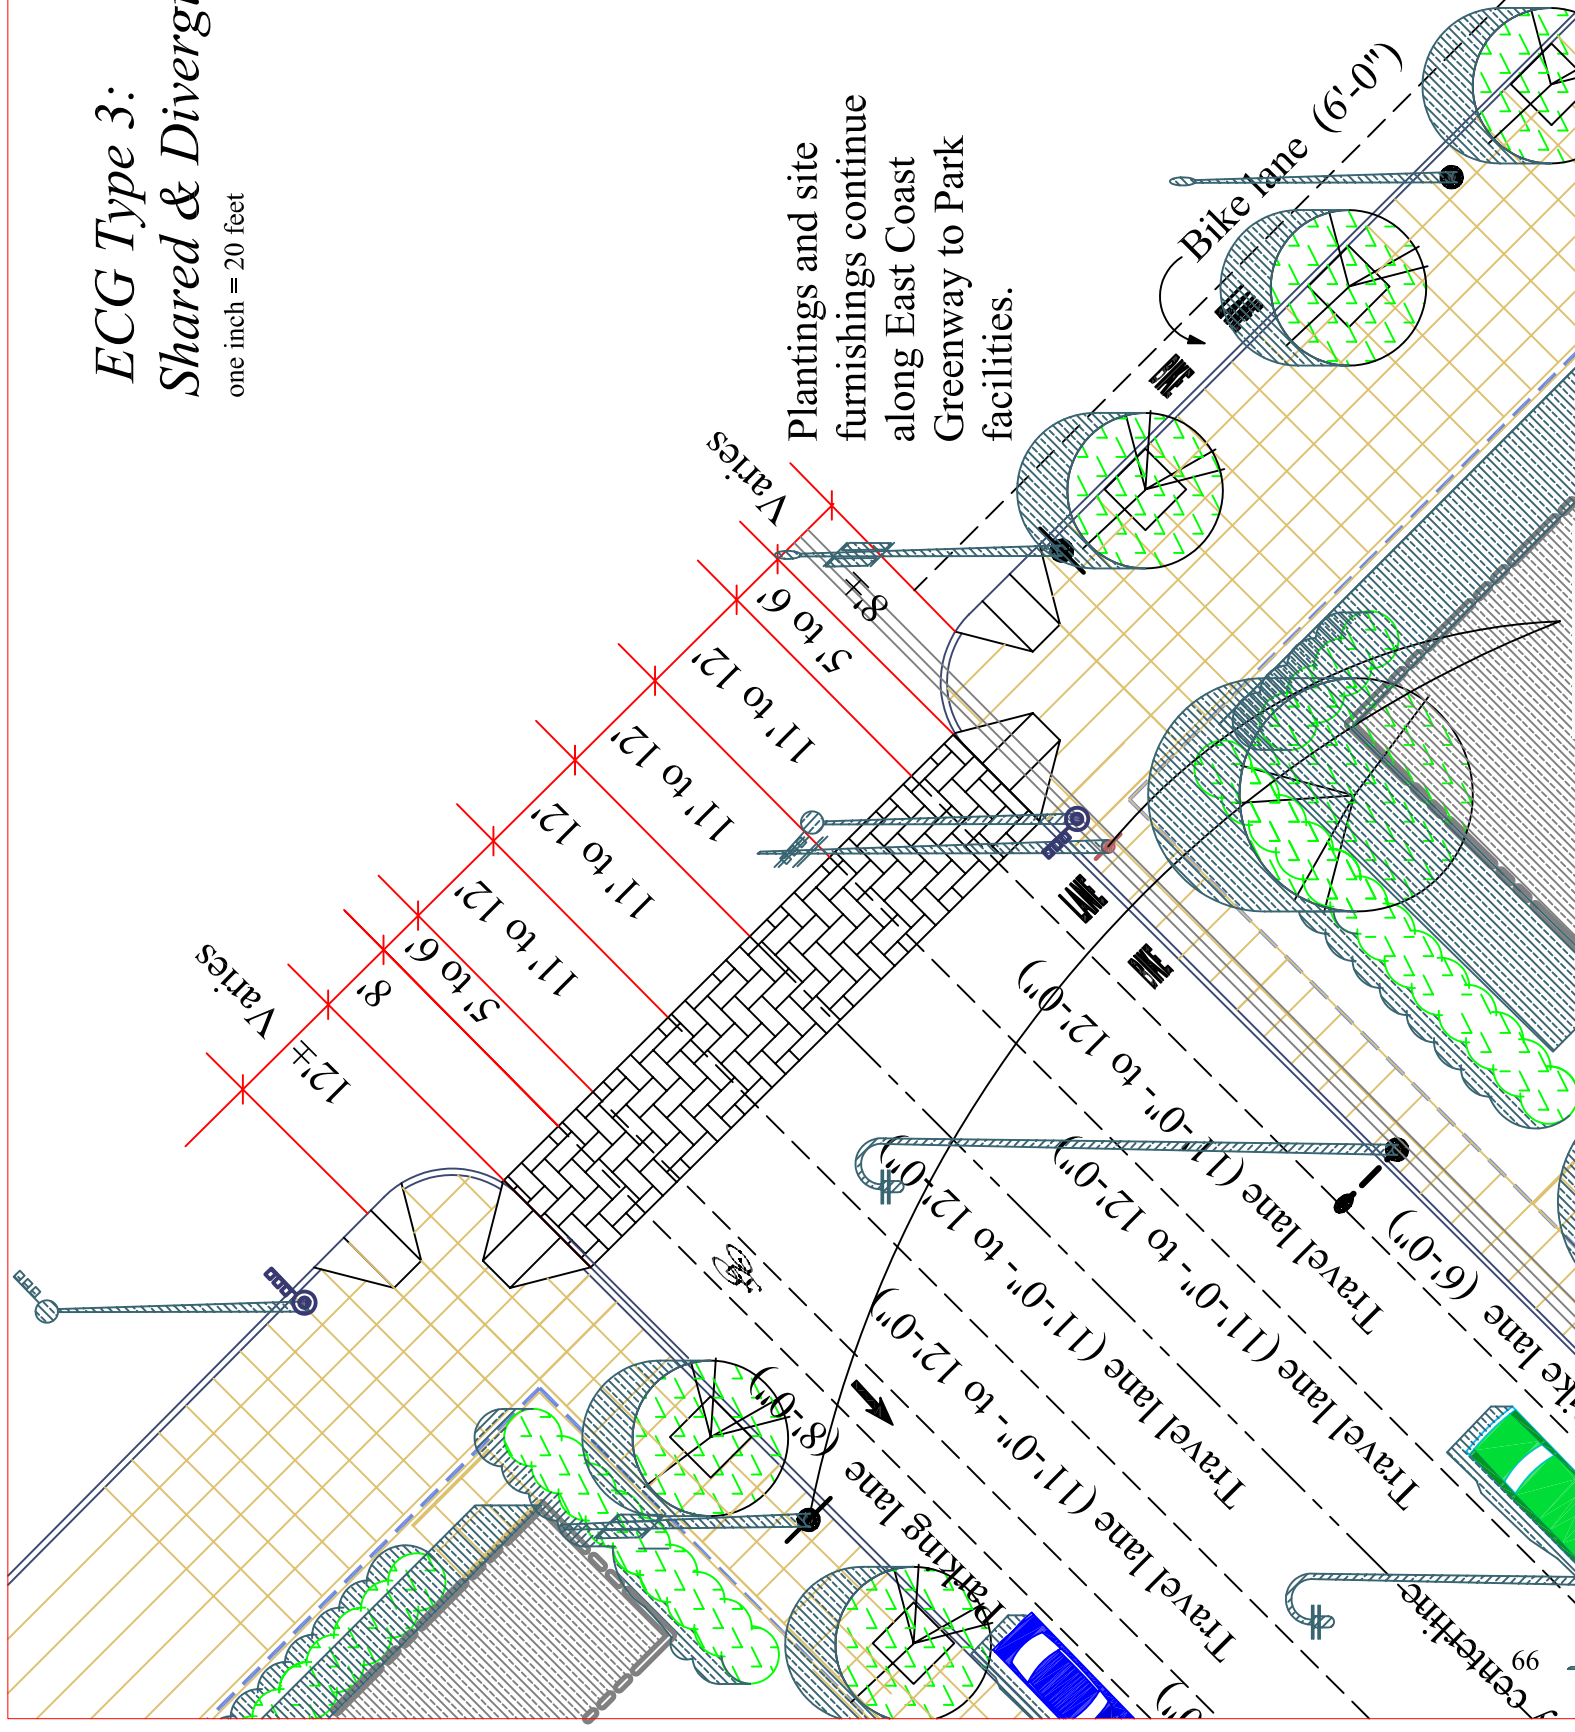 ECG Type 3:
Shared & Diverg
one inch = 20 feet
Plantings and site
furnishings continue
along East Coast
Greenway to Park
facilities.
Bike lane (6'-0")
BIKE
Varies
8'±
5' to 6'
11' to 12'
11' to 12'
11' to 12'
11' to 12'
5' to 6'
8'
12'±
Varies
LANE
BIKE
Travel lane (11'-0" - to 12'-0")
Travel lane (11'-0" - to 12'-0")
Travel lane (11'-0" - to 12'-0")
Travel lane (11'-0" - to 12'-0")
ike lane (6'-0")
Parking lane (8'-0")
centerline
0")
66